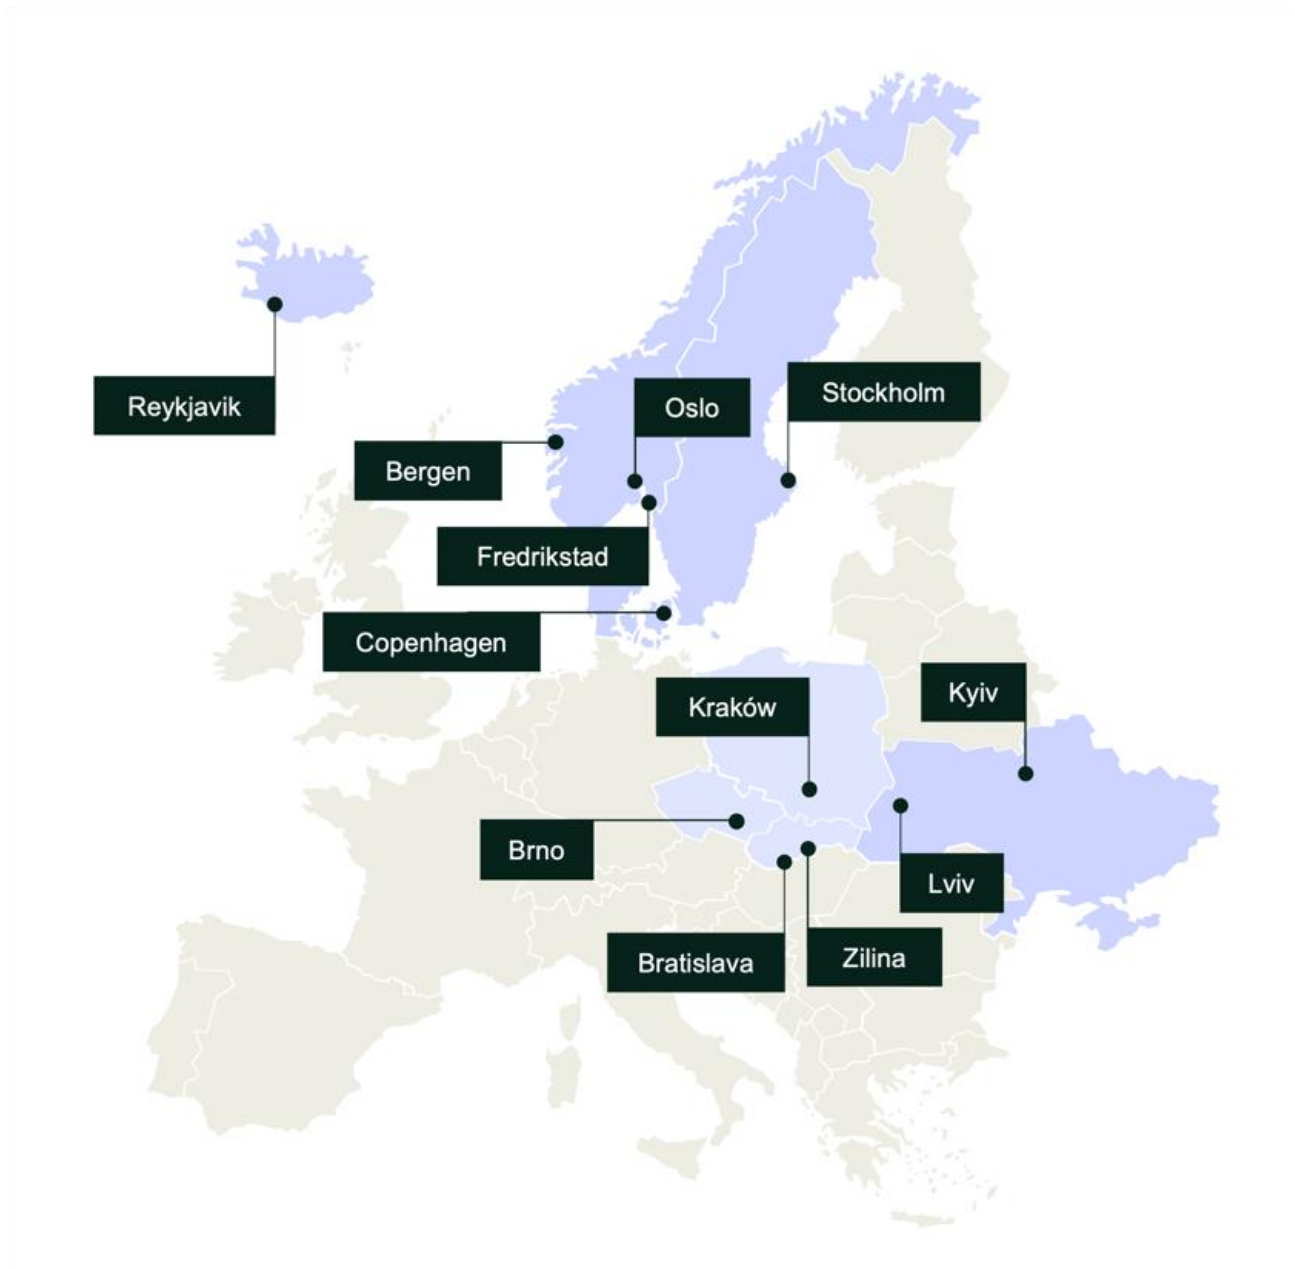 Stockholm
Oslo
Reykjavik
Bergen
Fredrikstad
Copenhagen
Kyiv
Kraków
Brno
Lviv
Zilina
Bratislava